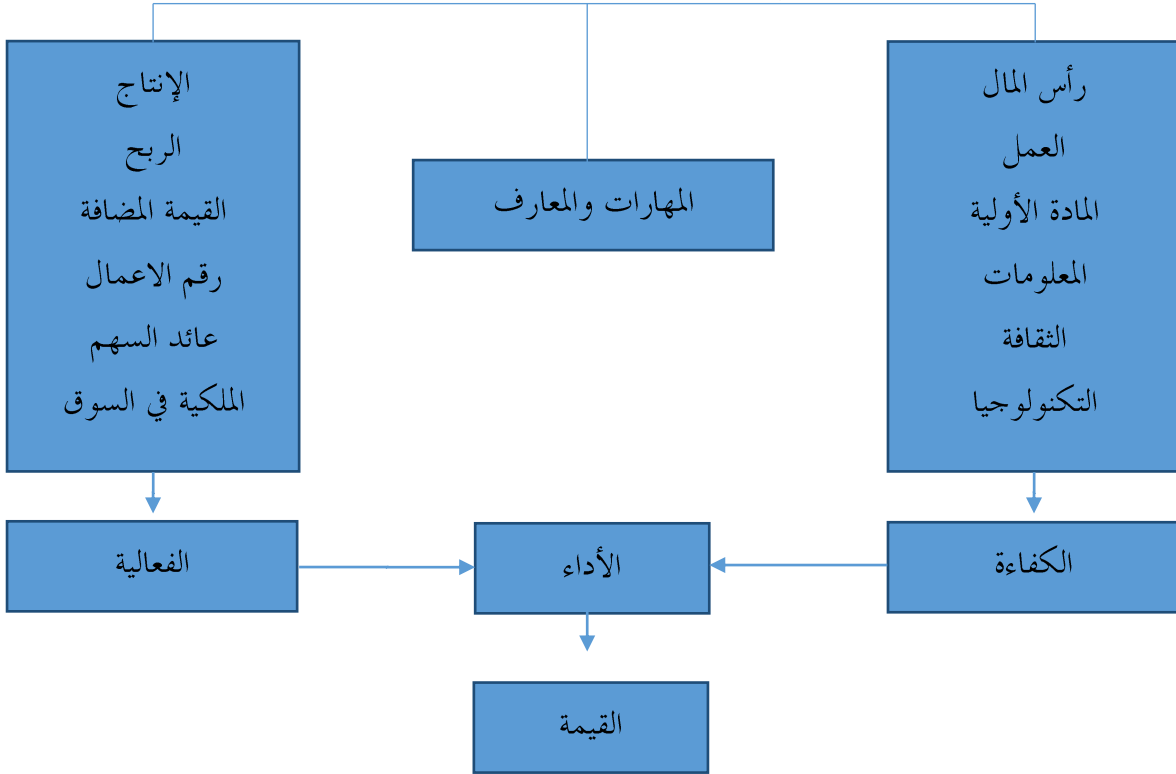 رأس المال
العمل
المادة الأولية
المعلومات
الثقافة
التكنولوجيا
المهارات والمعارف
الإنتاج
الربح
القيمة المضافة
رقم الاعمال
عائد السهم
الملكية في السوق
الكفاءة
الأداء
الفعالية
القيمة